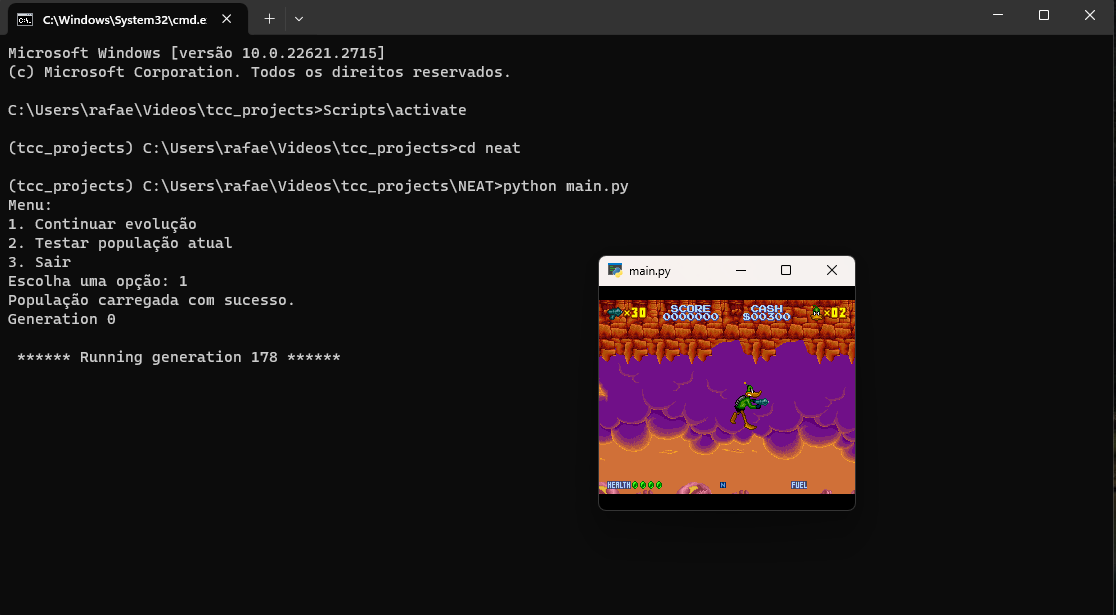 C:\Windows\System32\cmd.e
Microsoft Windows [versão 10.0.22621.2715]
(c) Microsoft Corporation. Todos os direitos reservados.
C:\Users\rafae\Videos\tcc_projects>Scripts\activate
(tcc_projects) C:\Users\rafae\Videos\tcc_projects>cd neat
(tcc_projects) C:\Users\rafae\Videos\tcc_projects\NEAT>python main.py
Menu:
1. Continuar evolução
2. Testar população atual
3. Sair
Escolha uma opção: 1
População carregada com sucesso.
Generation 0
****** Running generation 178 ******
main.py
×30 SCORE CASH ×02
0000000 $00300
HEALTH N FUEL